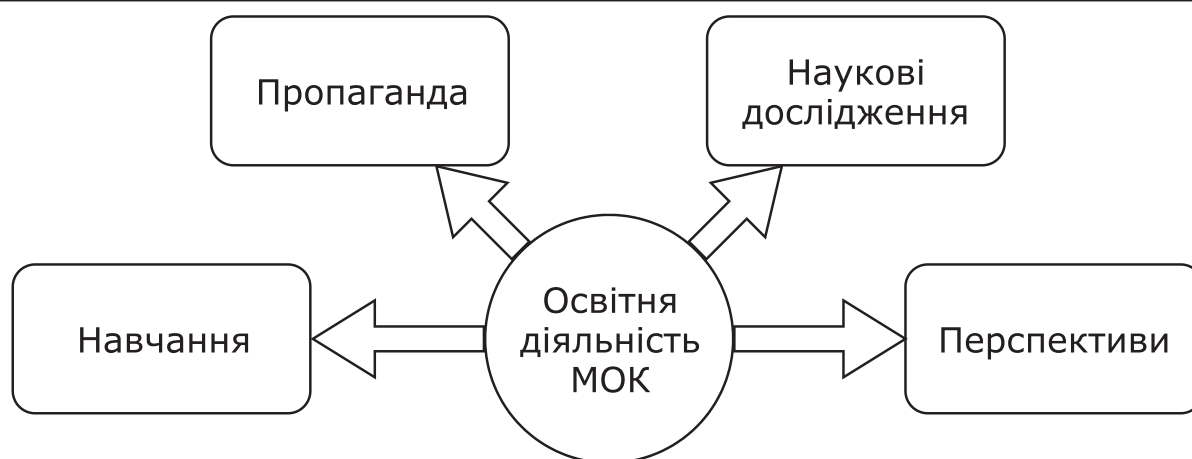 Пропаганда
Наукові
дослідження
Навчання
Освітня
діяльність
МОК
Перспективи